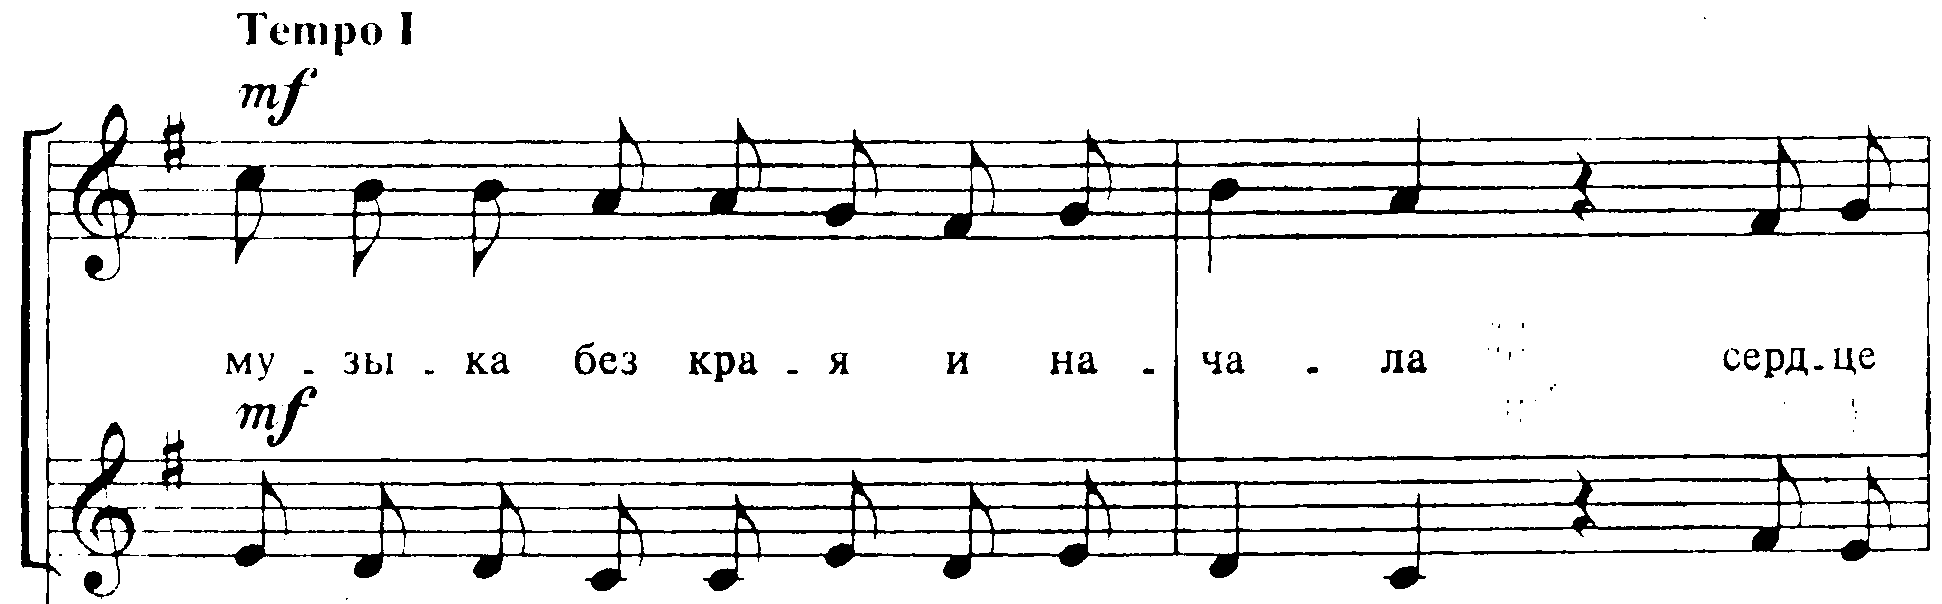 Tempo I
mf
му - зы - ка без кра - я и на - ча - ла серд - це
mf